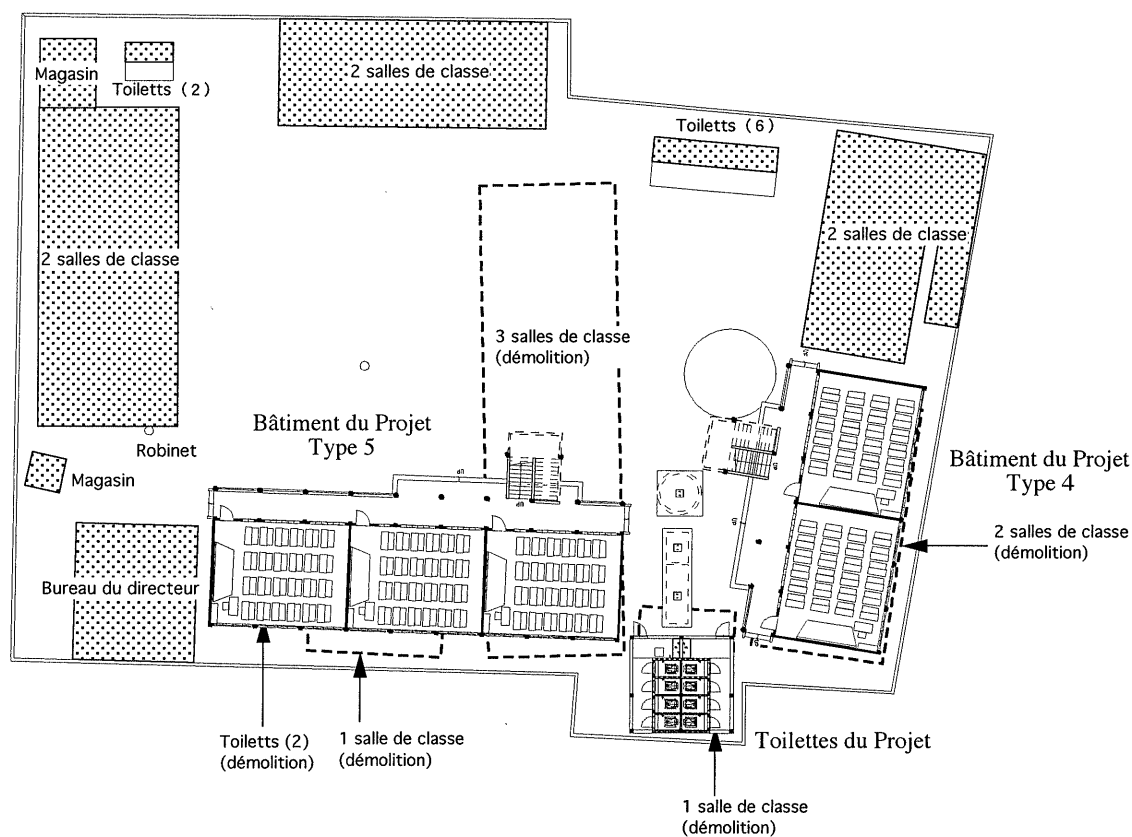 2 salles de classe
Magasin
Toiletts (2)
Toiletts (6)
2 salles de classe
2 salles de classe
3 salles de classe
(démolition)
Bâtiment du Projet
Type 5
Robinet
Magasin
Bâtiment du Projet
Type 4
2 salles de classe
(démolition)
Bureau du directeur
Toiletts (2)
(démolition)
1 salle de classe
(démolition)
Toilettes du Projet
1 salle de classe
(démolition)